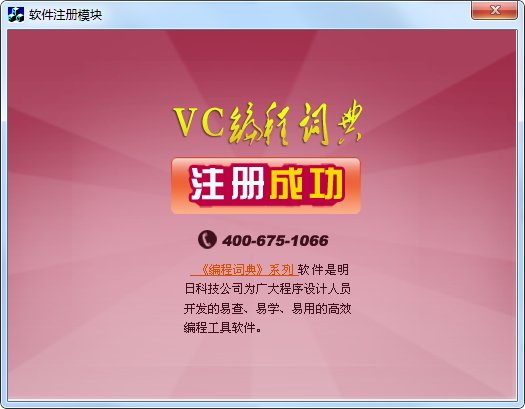 软件注册模块
VC编程词典
注册成功
400-675-1066
《编程词典》系列 软件是明
日科技公司为广大程序设计人员
开发的易查、易学、易用的高效
编程工具软件。